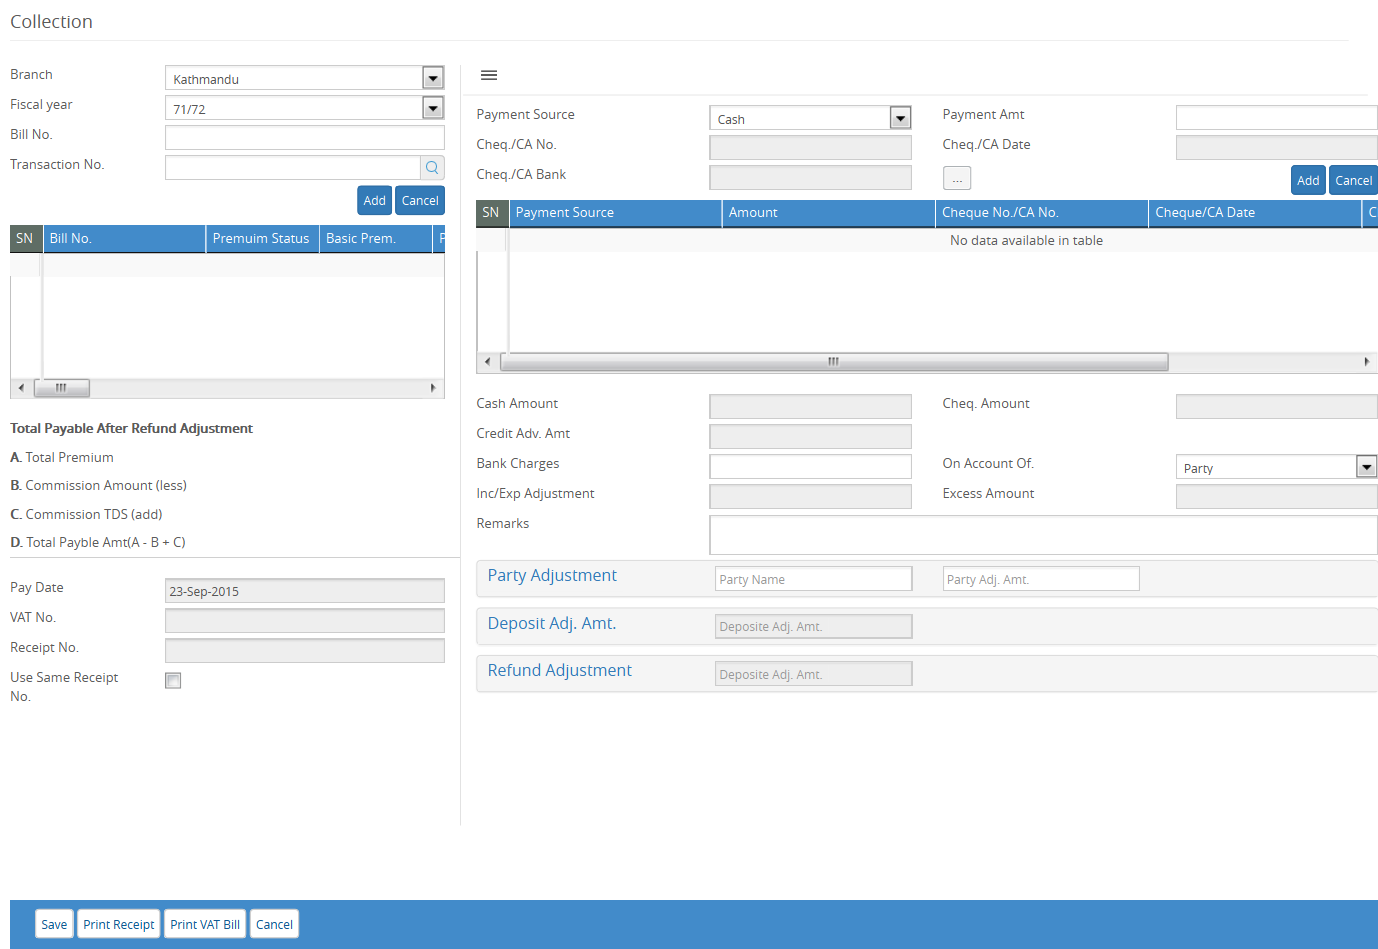 Collection
Branch
Kathmandu
Fiscal year
71/72
Bill No.
Transaction No.
Add Cancel
SN Bill No. Premuim Status Basic Prem. P
Total Payable After Refund Adjustment
A. Total Premium
B. Commission Amount (less)
C. Commission TDS (add)
D. Total Payble Amt(A - B + C)
Pay Date
23-Sep-2015
VAT No.
Receipt No.
Use Same Receipt
No.
Payment Source
Cash
Payment Amt
Cheq./CA No.
Cheq./CA Date
Cheq./CA Bank
...
Add Cancel
SN Payment Source Amount Cheque No./CA No. Cheque/CA Date C
No data available in table
Cash Amount
Cheq. Amount
Credit Adv. Amt
Bank Charges
On Account Of.
Party
Inc/Exp Adjustment
Excess Amount
Remarks
Party Adjustment
Party Name
Party Adj. Amt.
Deposit Adj. Amt.
Deposite Adj. Amt.
Refund Adjustment
Deposite Adj. Amt.
Save Print Receipt Print VAT Bill Cancel